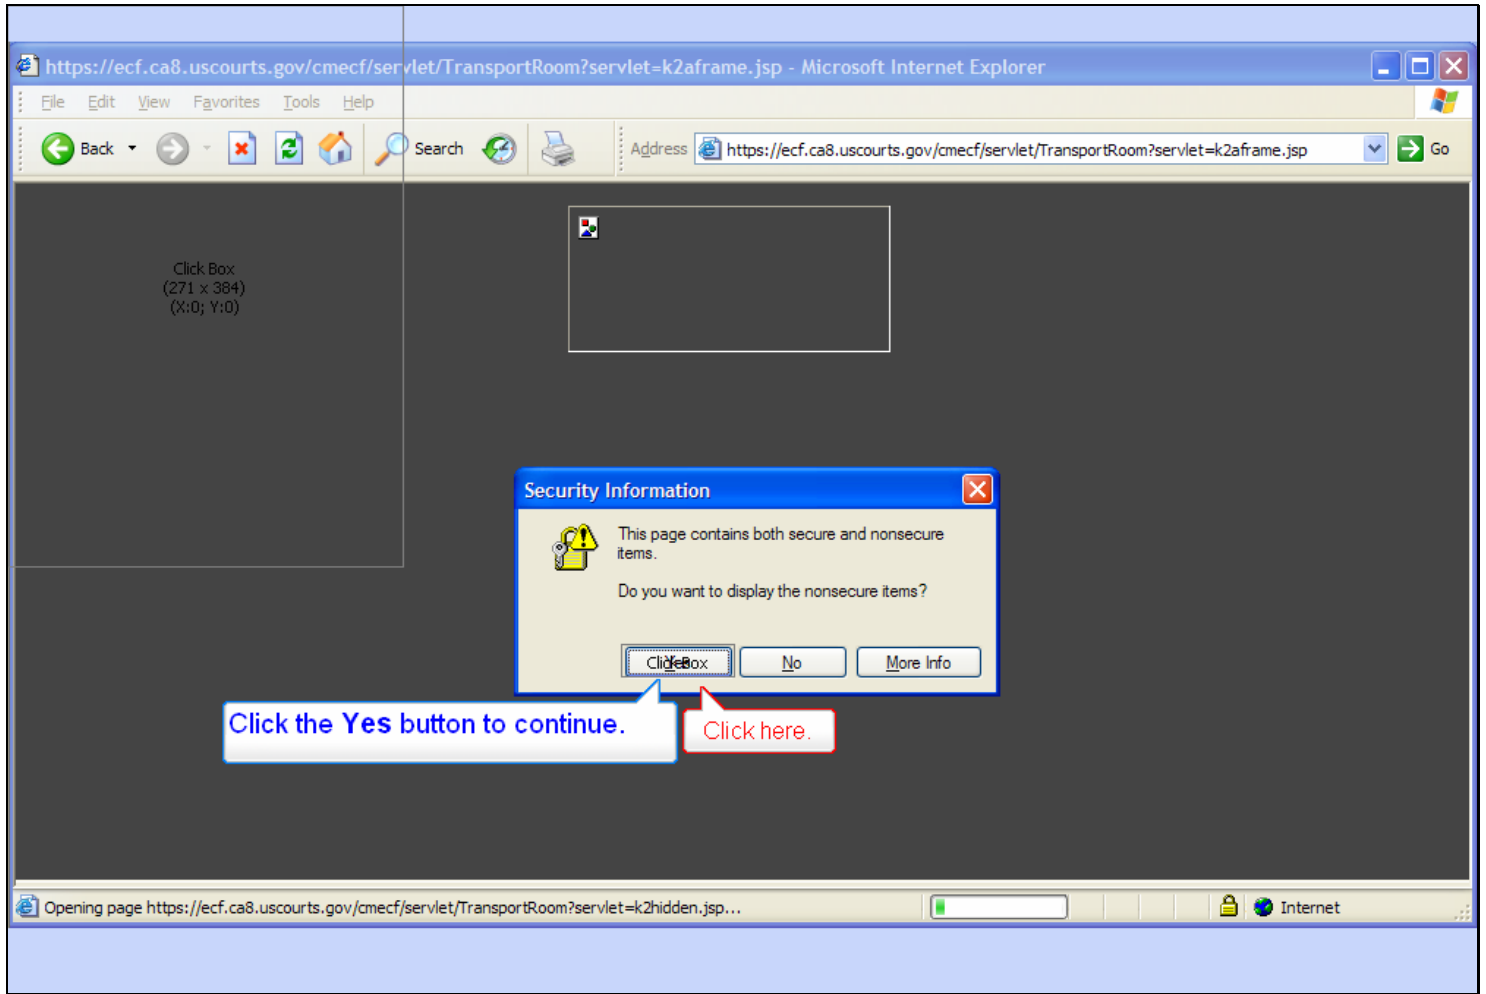 https://ecf.ca8.uscourts.gov/cmecf/servlet/TransportRoom?servlet=k2aframe.jsp - Microsoft Internet Explorer
File Edit View Favorites Tools Help
Back Search Address https://ecf.ca8.uscourts.gov/cmecf/servlet/TransportRoom?servlet=k2aframe.jsp Go
Click Box
(271 x 384)
(X:0; Y:0)
Security Information
This page contains both secure and nonsecure
items.
Do you want to display the nonsecure items?
Click Box Yes No More Info
Click the Yes button to continue.
Click here.
Opening page https://ecf.ca8.uscourts.gov/cmecf/servlet/TransportRoom?servlet=k2hidden.jsp... Internet